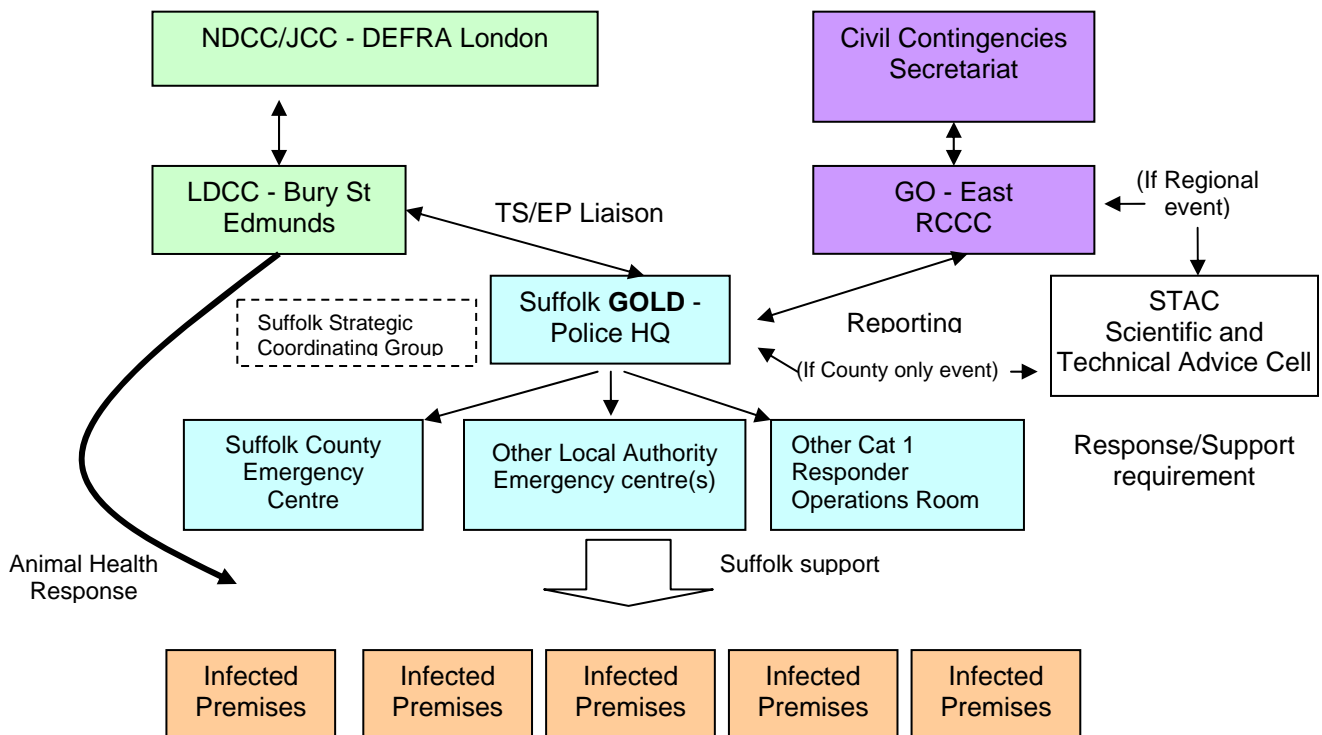 NDCC/JCC - DEFRA London
Civil Contingencies
Secretariat
LDCC - Bury St
Edmunds
GO - East
RCCC
(If Regional
event)
TS/EP Liaison
Suffolk GOLD -
Police HQ
Suffolk Strategic
Coordinating Group
Reporting
(If County only event)
STAC
Scientific and
Technical Advice Cell
Suffolk County
Emergency
Centre
Other Local Authority
Emergency centre(s)
Other Cat 1
Responder
Operations Room
Response/Support
requirement
Animal Health
Response
Suffolk support
Infected
Premises
Infected
Premises
Infected
Premises
Infected
Premises
Infected
Premises